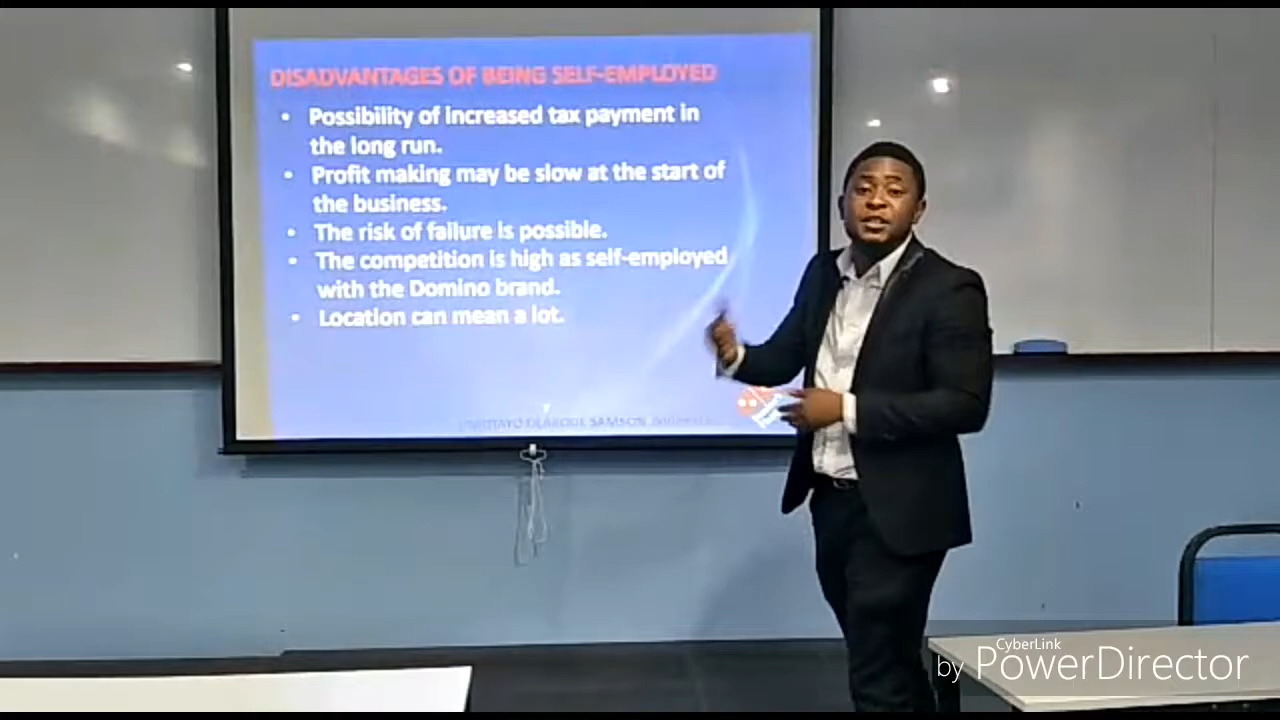 DISADVANTAGES OF BEING SELF-EMPLOYED
• Possibility of increased tax payment in
the long run.
• Profit making may be slow at the start of
the business.
• The risk of failure is possible.
• The competition is high as self-employed
with the Domino brand.
• Location can mean a lot.
SAMSON
CyberLink
by PowerDirector